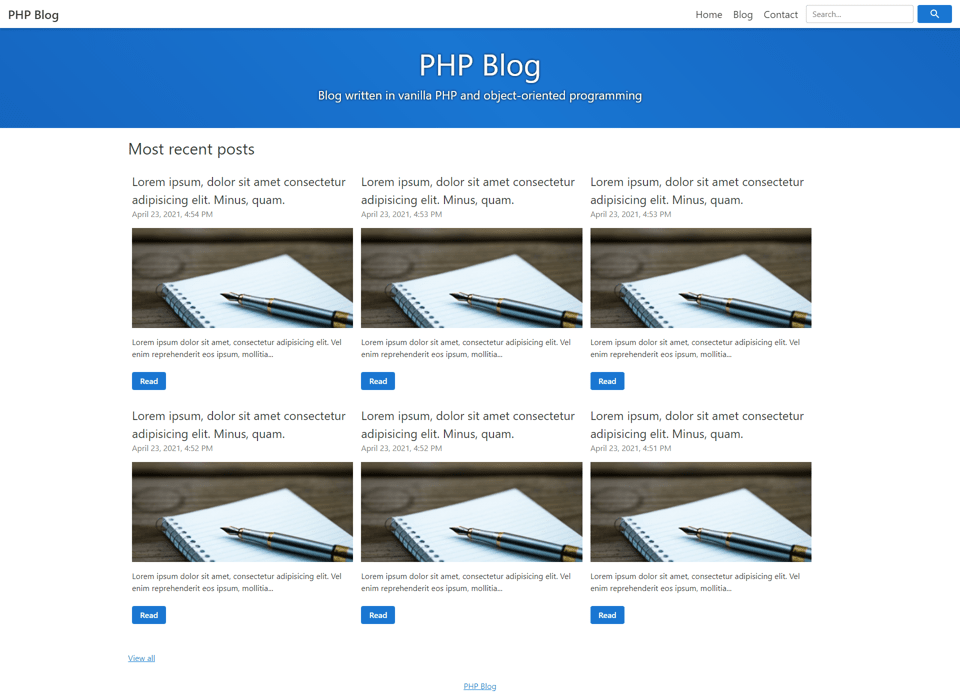 PHP Blog
Home Blog Contact Search...
PHP Blog
Blog written in vanilla PHP and object-oriented programming
Most recent posts
Lorem ipsum, dolor sit amet consectetur
adipisicing elit. Minus, quam.
April 23, 2021, 4:54 PM
Lorem ipsum dolor sit amet, consectetur adipisicing elit. Vel
enim reprehenderit eos ipsum, mollitia...
Read
Lorem ipsum, dolor sit amet consectetur
adipisicing elit. Minus, quam.
April 23, 2021, 4:53 PM
Lorem ipsum dolor sit amet, consectetur adipisicing elit. Vel
enim reprehenderit eos ipsum, mollitia...
Read
Lorem ipsum, dolor sit amet consectetur
adipisicing elit. Minus, quam.
April 23, 2021, 4:53 PM
Lorem ipsum dolor sit amet, consectetur adipisicing elit. Vel
enim reprehenderit eos ipsum, mollitia...
Read
Lorem ipsum, dolor sit amet consectetur
adipisicing elit. Minus, quam.
April 23, 2021, 4:52 PM
Lorem ipsum dolor sit amet, consectetur adipisicing elit. Vel
enim reprehenderit eos ipsum, mollitia...
Read
Lorem ipsum, dolor sit amet consectetur
adipisicing elit. Minus, quam.
April 23, 2021, 4:52 PM
Lorem ipsum dolor sit amet, consectetur adipisicing elit. Vel
enim reprehenderit eos ipsum, mollitia...
Read
Lorem ipsum, dolor sit amet consectetur
adipisicing elit. Minus, quam.
April 23, 2021, 4:51 PM
Lorem ipsum dolor sit amet, consectetur adipisicing elit. Vel
enim reprehenderit eos ipsum, mollitia...
Read
View all
PHP Blog